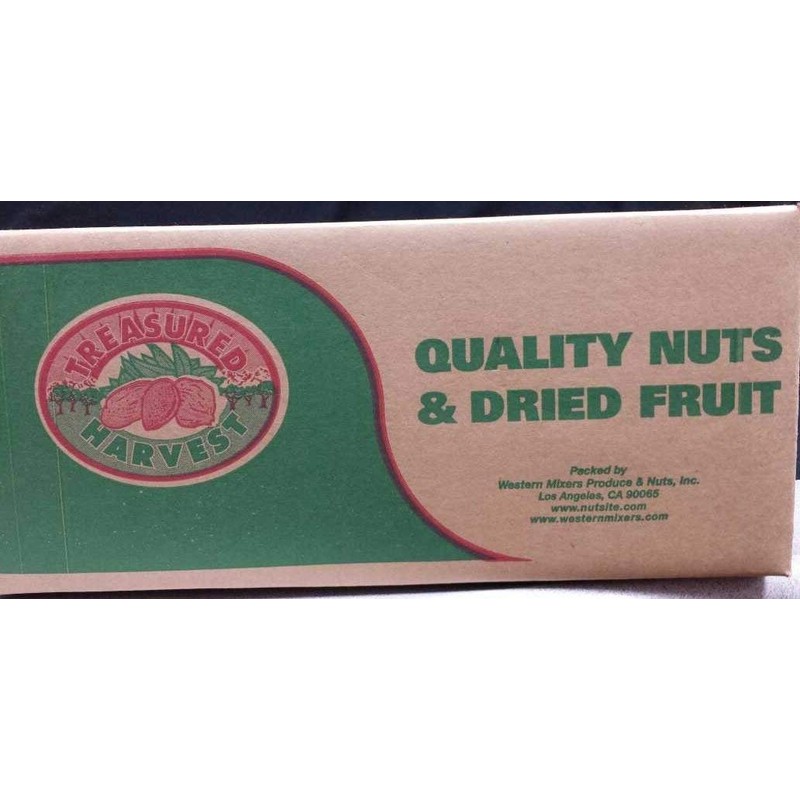 TREASURED
HARVEST
QUALITY NUTS
& DRIED FRUIT
Packed by
Western Mixers Produce & Nuts, Inc.
Los Angeles, CA 90065
www.nutsite.com
www.westernmixers.com